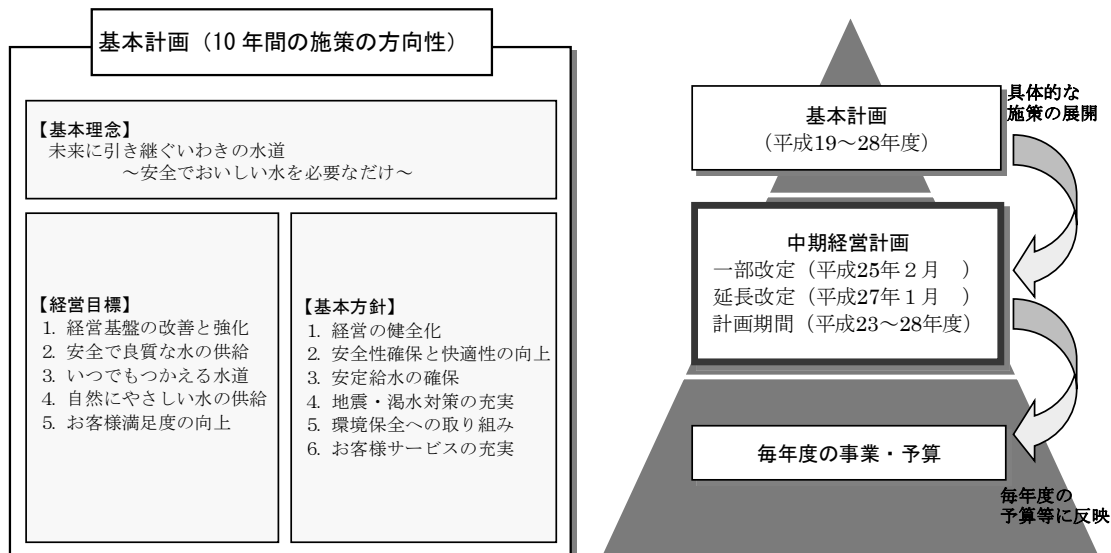 基本計画（10 年間の施策の方向性）
【基本理念】
未来に引き継ぐいわきの水道
～安全でおいしい水を必要なだけ～
【経営目標】
1. 経営基盤の改善と強化
2. 安全で良質な水の供給
3. いつでもつかえる水道
4. 自然にやさしい水の供給
5. お客様満足度の向上
【基本方針】
1. 経営の健全化
2. 安全性確保と快適性の向上
3. 安定給水の確保
4. 地震・渇水対策の充実
5. 環境保全への取り組み
6. お客様サービスの充実
基本計画
（平成19～28年度）
具体的な
施策の展開
中期経営計画
一部改定（平成25年２月　）
延長改定（平成27年１月　）
計画期間（平成23～28年度）
毎年度の事業・予算
毎年度の
予算等に反映